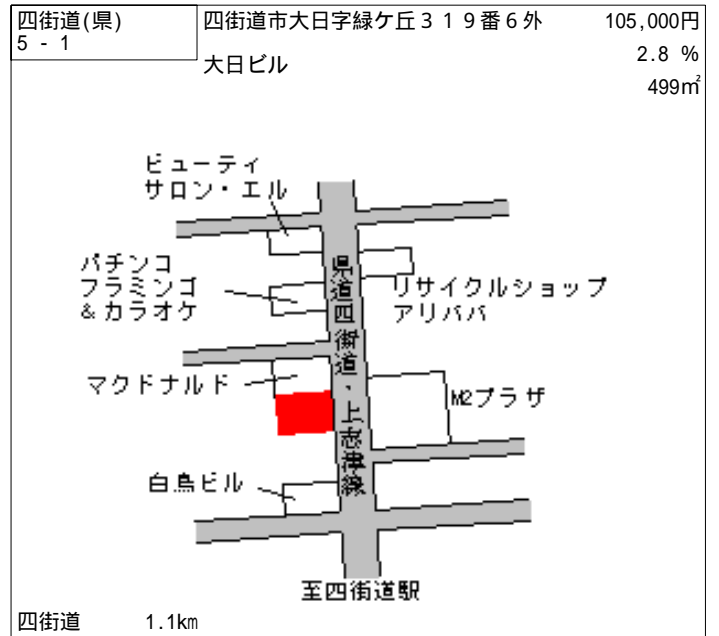 四街道(県)
5 - 1
四街道市大日字緑ケ丘３１９番６外
105,000円
大日ビル
2.8 %
499㎡
ビューティ
サロン・エル
パチンコ
フラミンゴ
&カラオケ
県道四街道・上志津線
リサイクルショップ
アリババ
マクドナルド
M2プラザ
白鳥ビル
至四街道駅
四街道 1.1km